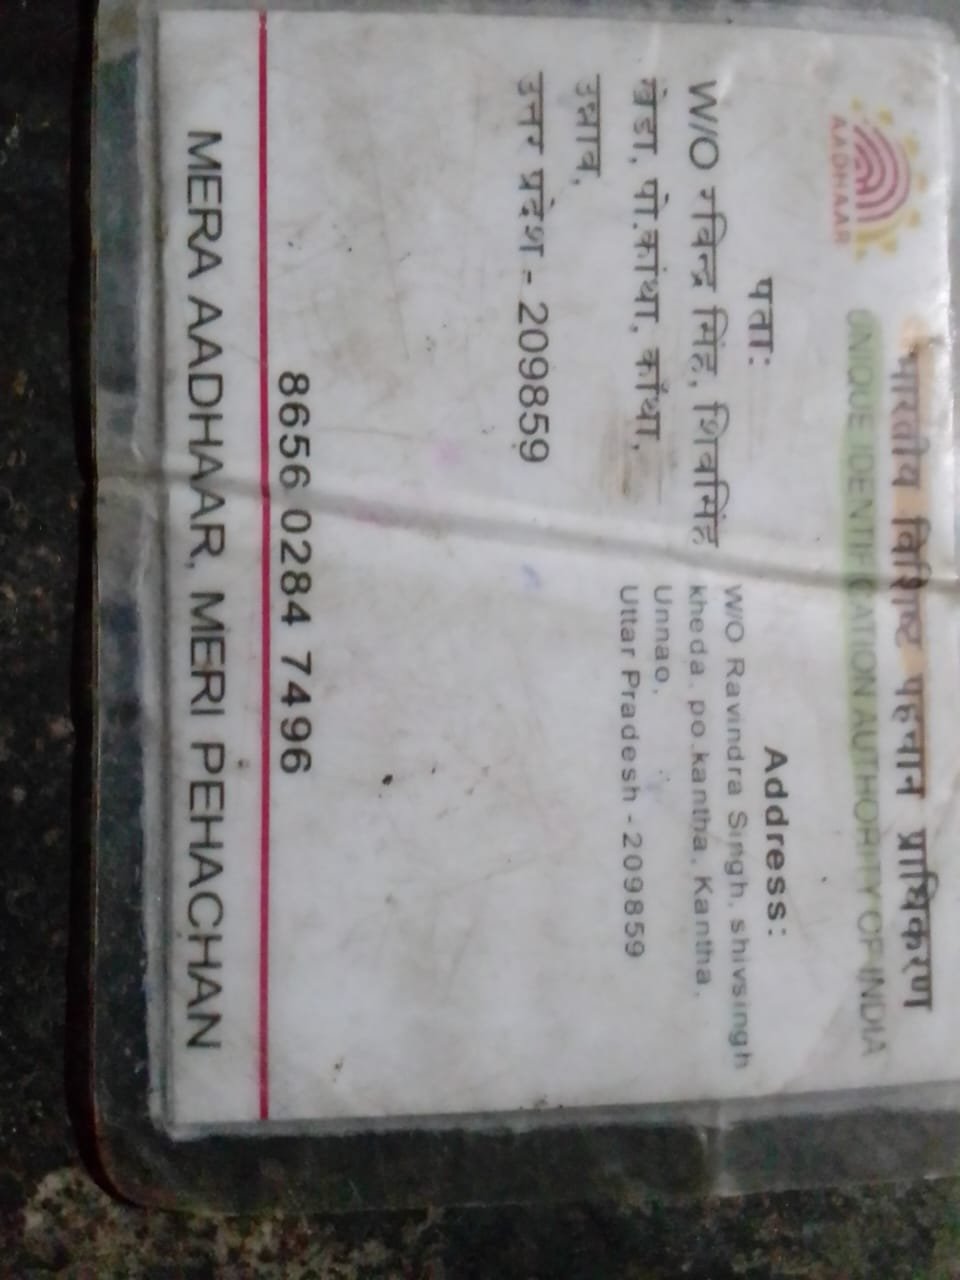 भारतीय विशिष्ट पहचान प्राधिकरण
UNIQUE IDENTIFICATION AUTHORITY OF INDIA
AADHAAR
पता:
W/O रविन्द्र सिंह, शिवसिंह
खेडा, पो.कांथा, काँथा,
उन्नाव,
उत्तर प्रदेश - 209859
Address:
W/O Ravindra Singh, shivsingh
kheda, po.kantha, Kantha,
Unnao,
Uttar Pradesh - 209859
8656 0284 7496
MERA AADHAAR, MERI PEHACHAN